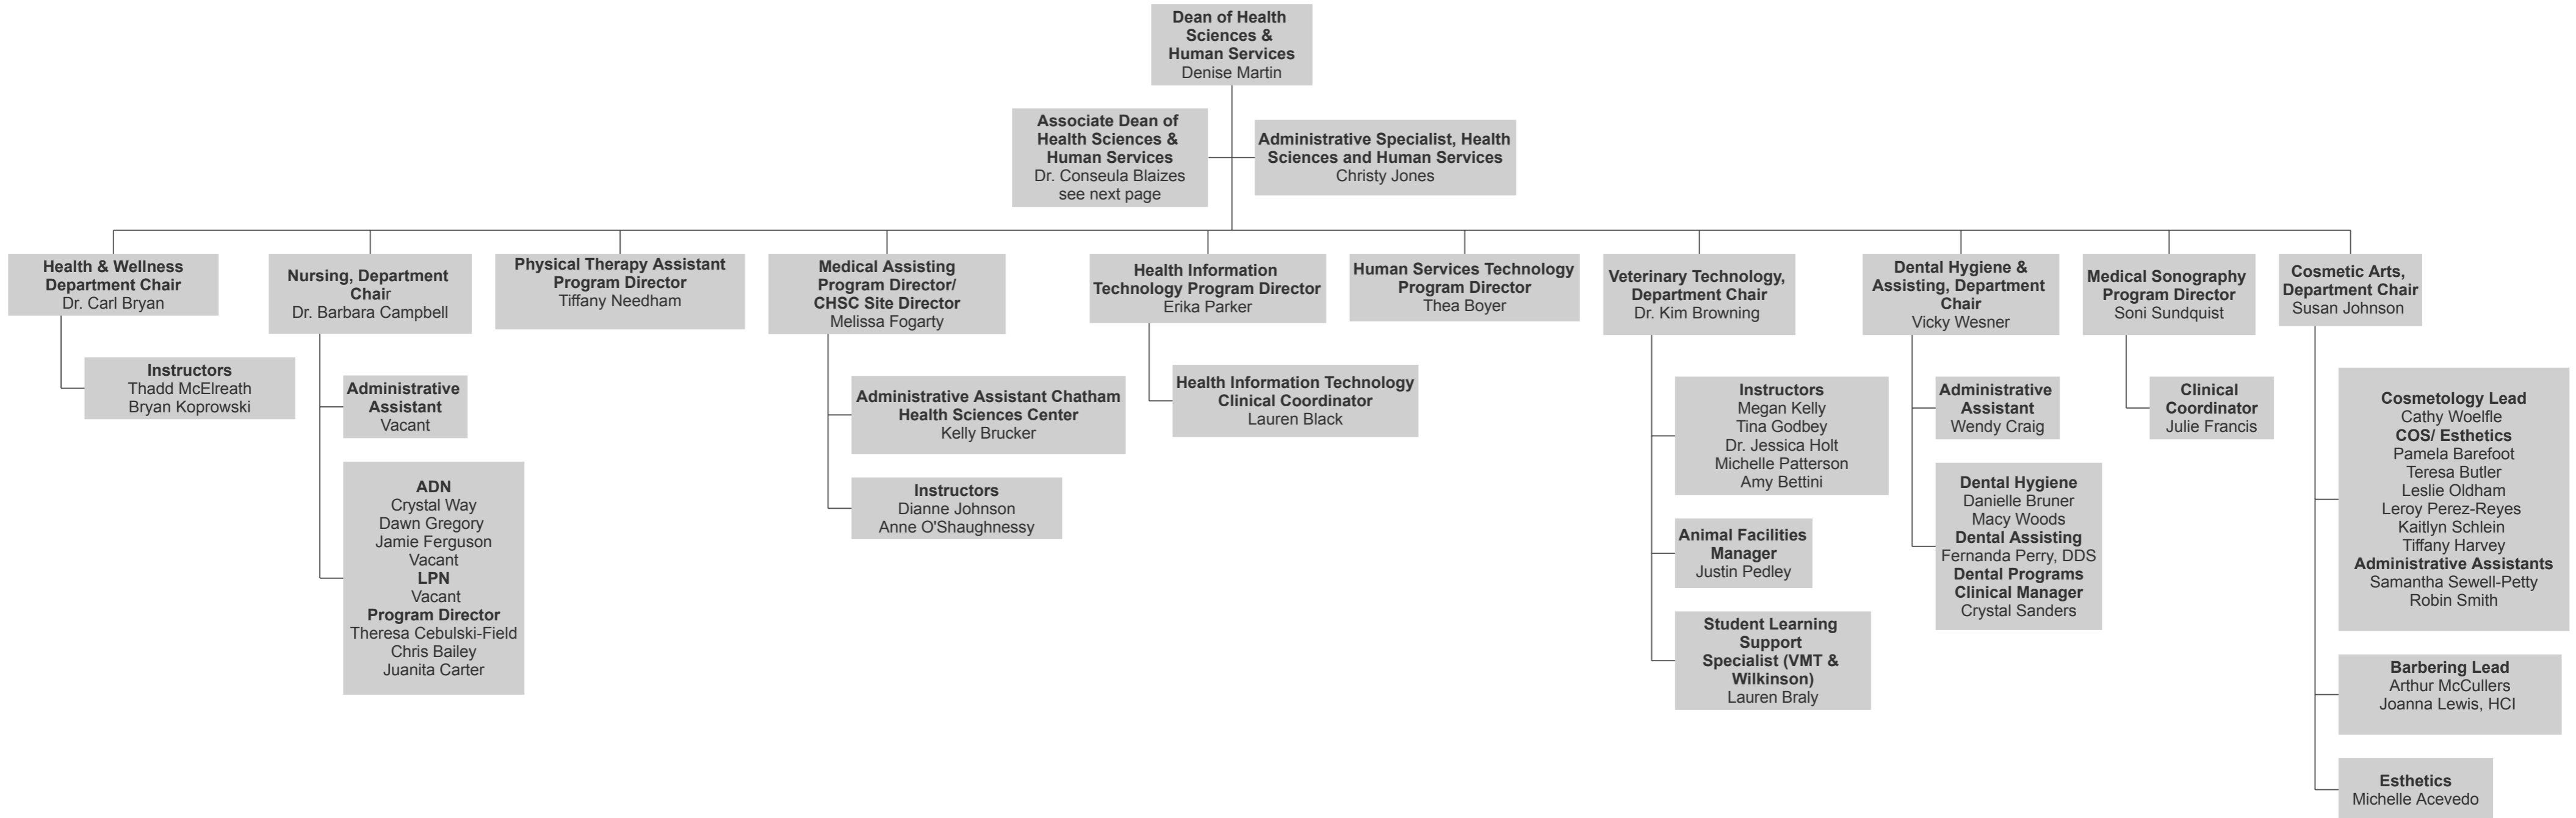 Dean of Health
Sciences &
Human Services
Denise Martin
Associate Dean of
Health Sciences &
Human Services
Dr. Conseula Blaizes
see next page
Administrative Specialist, Health
Sciences and Human Services
Christy Jones
Health & Wellness
Department Chair
Dr. Carl Bryan
Instructors
Thadd McElreath
Bryan Koprowski
Nursing, Department
Chair
Dr. Barbara Campbell
Administrative
Assistant
Vacant
ADN
Crystal Way
Dawn Gregory
Jamie Ferguson
Vacant
LPN
Vacant
Program Director
Theresa Cebulski-Field
Chris Bailey
Juanita Carter
Physical Therapy Assistant
Program Director
Tiffany Needham
Medical Assisting
Program Director/
CHSC Site Director
Melissa Fogarty
Administrative Assistant Chatham
Health Sciences Center
Kelly Brucker
Instructors
Dianne Johnson
Anne O'Shaughnessy
Health Information
Technology Program Director
Erika Parker
Health Information Technology
Clinical Coordinator
Lauren Black
Human Services Technology
Program Director
Thea Boyer
Veterinary Technology,
Department Chair
Dr. Kim Browning
Instructors
Megan Kelly
Tina Godbey
Dr. Jessica Holt
Michelle Patterson
Amy Bettini
Animal Facilities
Manager
Justin Pedley
Student Learning
Support
Specialist (VMT &
Wilkinson)
Lauren Braly
Dental Hygiene &
Assisting, Department
Chair
Vicky Wesner
Administrative
Assistant
Wendy Craig
Dental Hygiene
Danielle Bruner
Macy Woods
Dental Assisting
Fernanda Perry, DDS
Dental Programs
Clinical Manager
Crystal Sanders
Medical Sonography
Program Director
Soni Sundquist
Clinical
Coordinator
Julie Francis
Cosmetic Arts,
Department Chair
Susan Johnson
Cosmetology Lead
Cathy Woelfle
COS/ Esthetics
Pamela Barefoot
Teresa Butler
Leslie Oldham
Leroy Perez-Reyes
Kaitlyn Schlein
Tiffany Harvey
Administrative Assistants
Samantha Sewell-Petty
Robin Smith
Barbering Lead
Arthur McCullers
Joanna Lewis, HCI
Esthetics
Michelle Acevedo